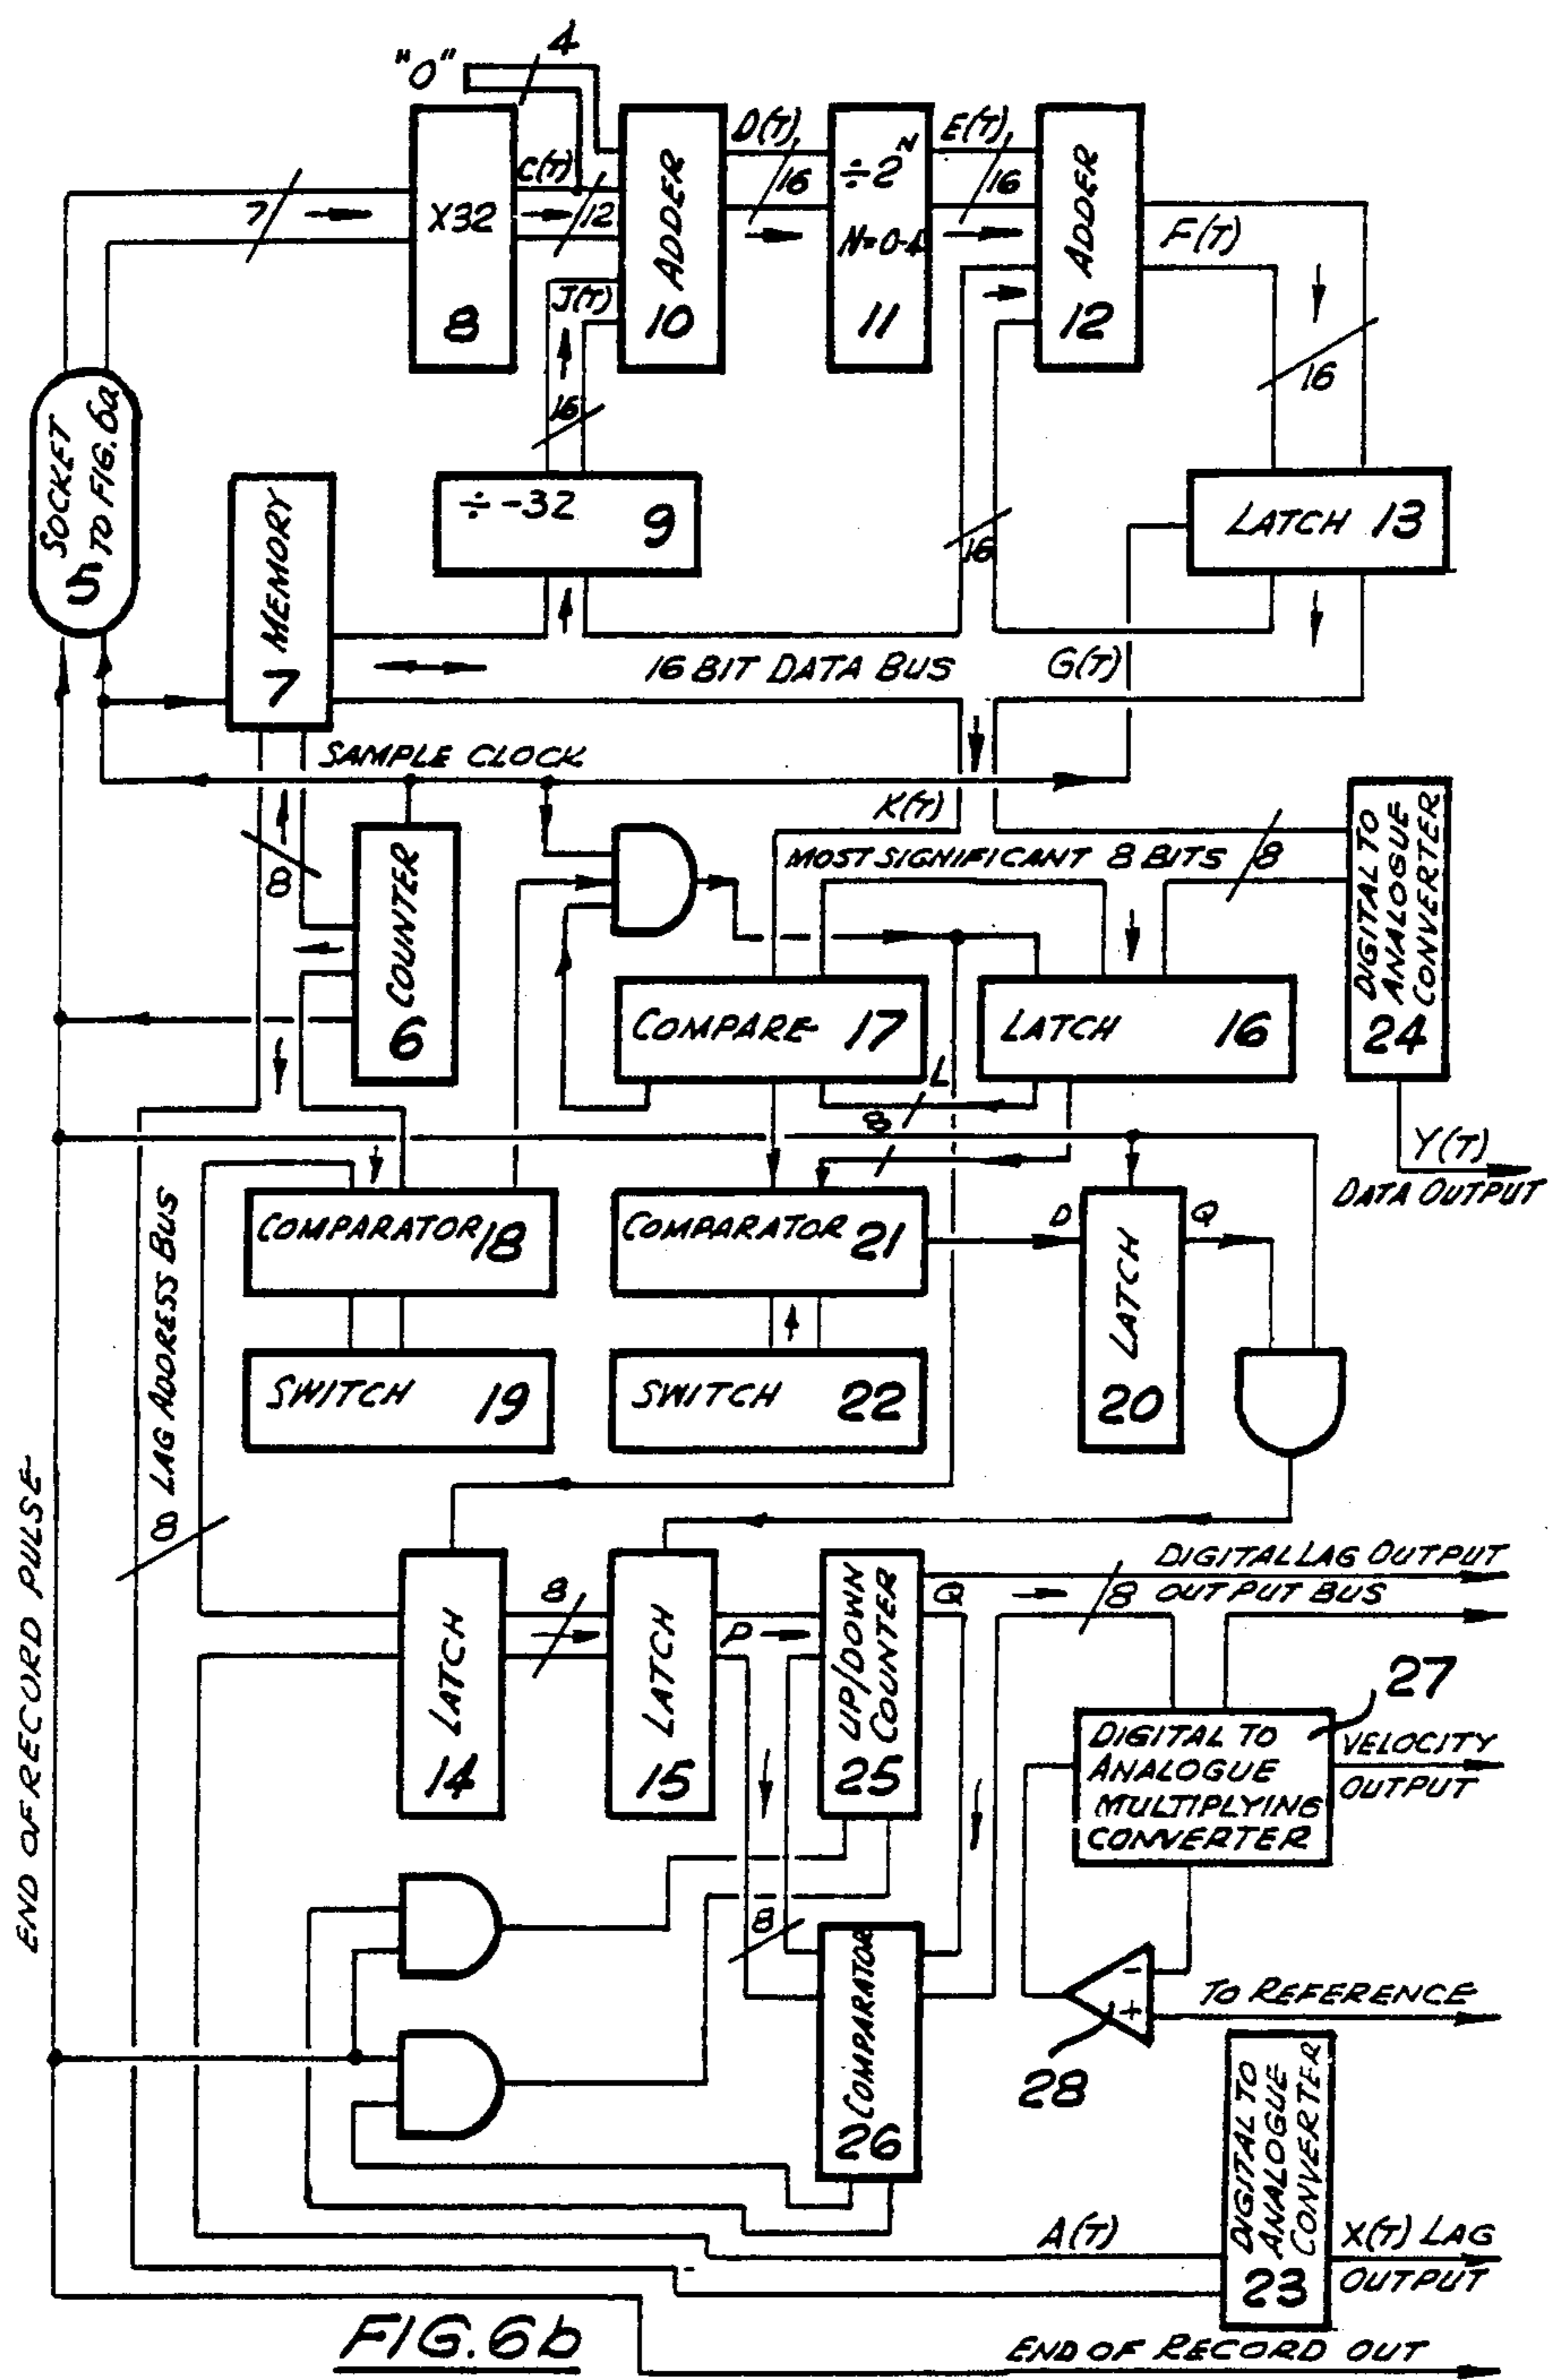 "0"
4
7
X32
8
C(T)
12
J(T)
ADDER
10
D(T)
16
÷2^N
N=0-4
11
E(T)
16
ADDER
12
F(T)
16
SOCKET
5 TO FIG. 6a
MEMORY
7
÷-32
9
16
16
LATCH 13
16 BIT DATA BUS
G(T)
SAMPLE CLOCK
8
COUNTER
6
K(T)
MOST SIGNIFICANT 8 BITS
8
DIGITAL TO
ANALOGUE
CONVERTER
24
COMPARE 17
LATCH 16
L
8
Y(T)
DATA OUTPUT
COMPARATOR 18
COMPARATOR 21
D
Q
LATCH
20
SWITCH 19
SWITCH 22
8 LAG ADDRESS BUS
END OF RECORD PULSE
LATCH
14
8
LATCH
15
P
UP/DOWN
COUNTER
25
Q
DIGITAL LAG OUTPUT
8 OUTPUT BUS
27
DIGITAL TO
ANALOGUE
MULTIPLYING
CONVERTER
VELOCITY
OUTPUT
8
COMPARATOR
26
-
+
28
TO REFERENCE
DIGITAL TO
ANALOGUE
CONVERTER
23
A(T)
X(T) LAG
OUTPUT
FIG. 6b
END OF RECORD OUT